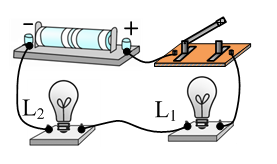 - +
L₂ L₁